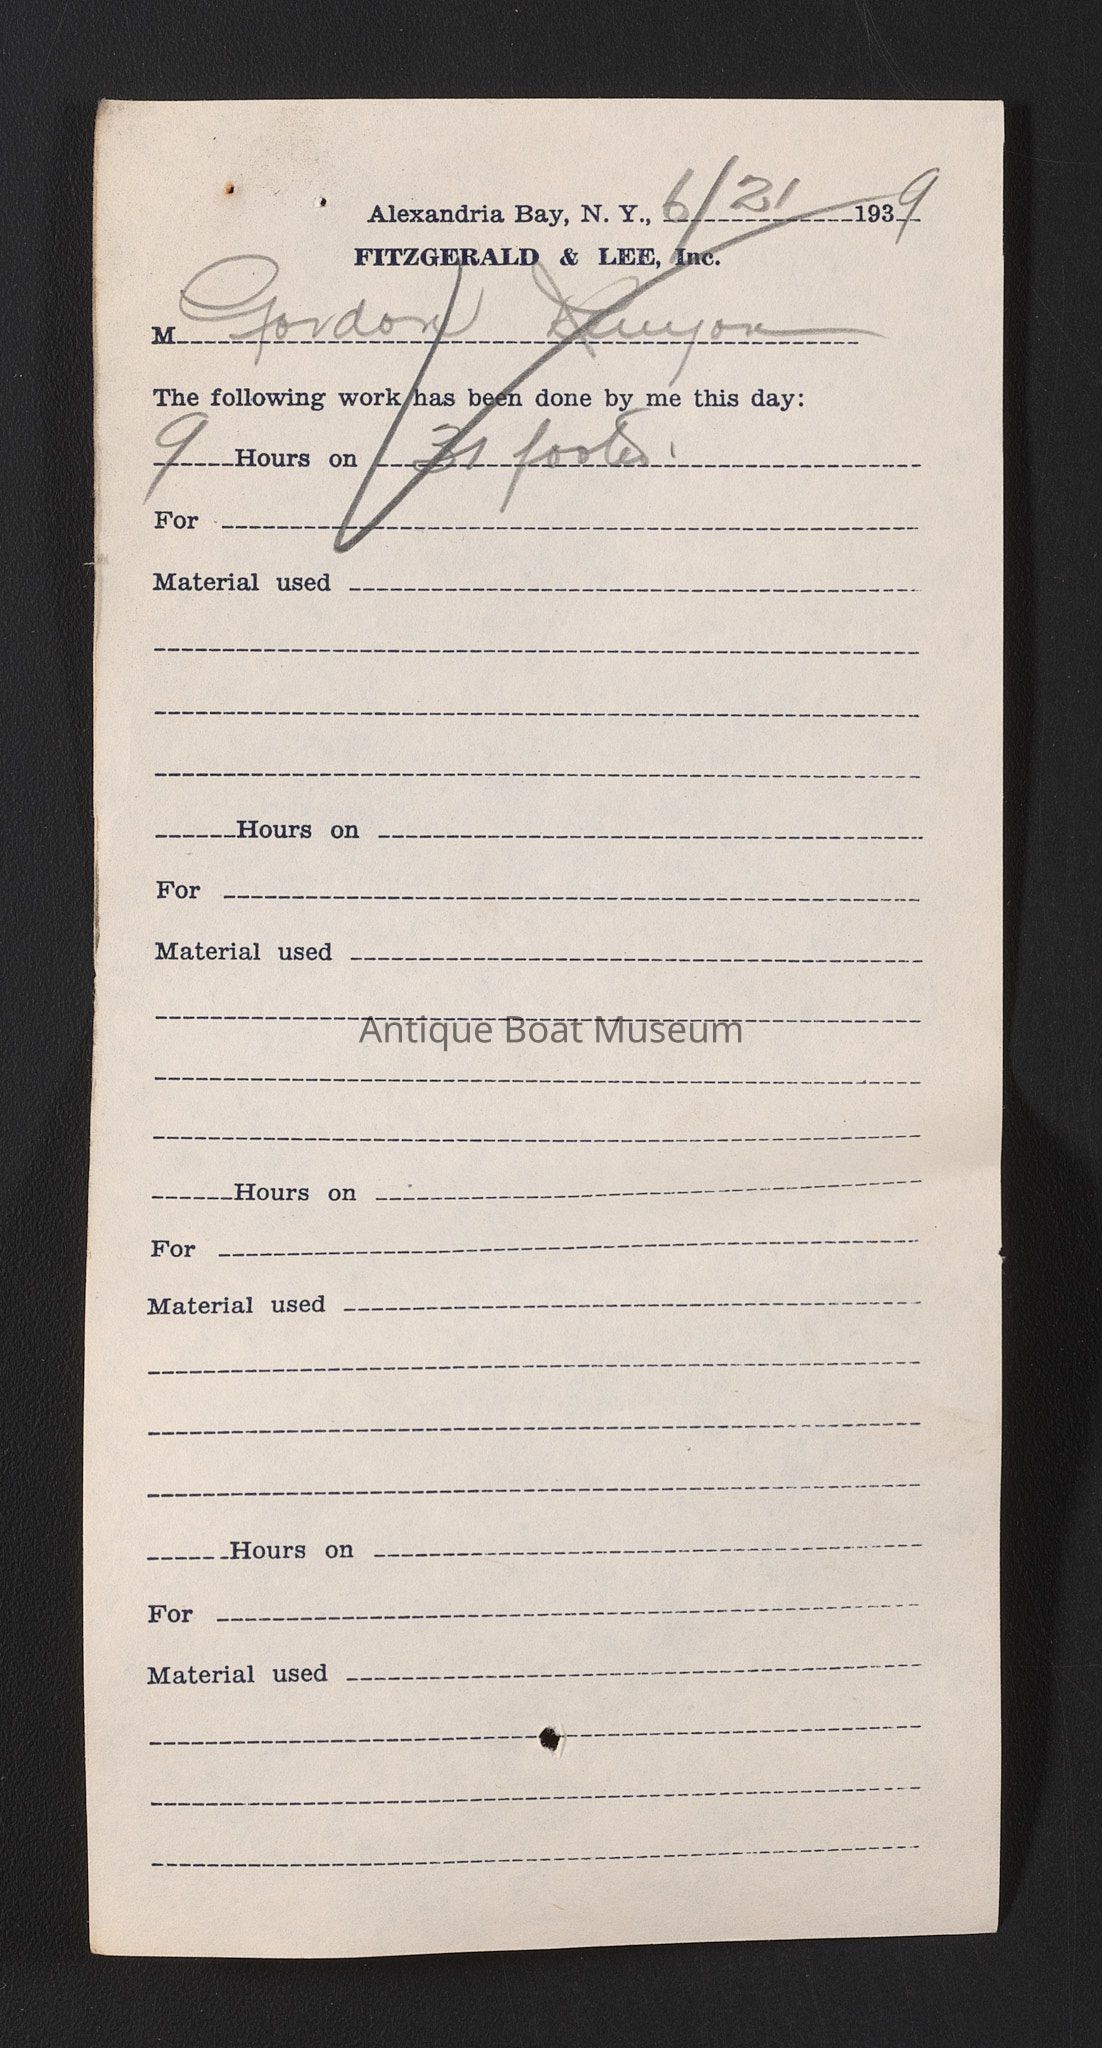 Alexandria Bay, N. Y., 6/21 1939
FITZGERALD & LEE, Inc.
M Gordon Kenyon
The following work has been done by me this day:
9 Hours on 31 footer
For
Material used
Hours on
For
Material used
Antique Boat Museum
Hours on
For
Material used
Hours on
For
Material used